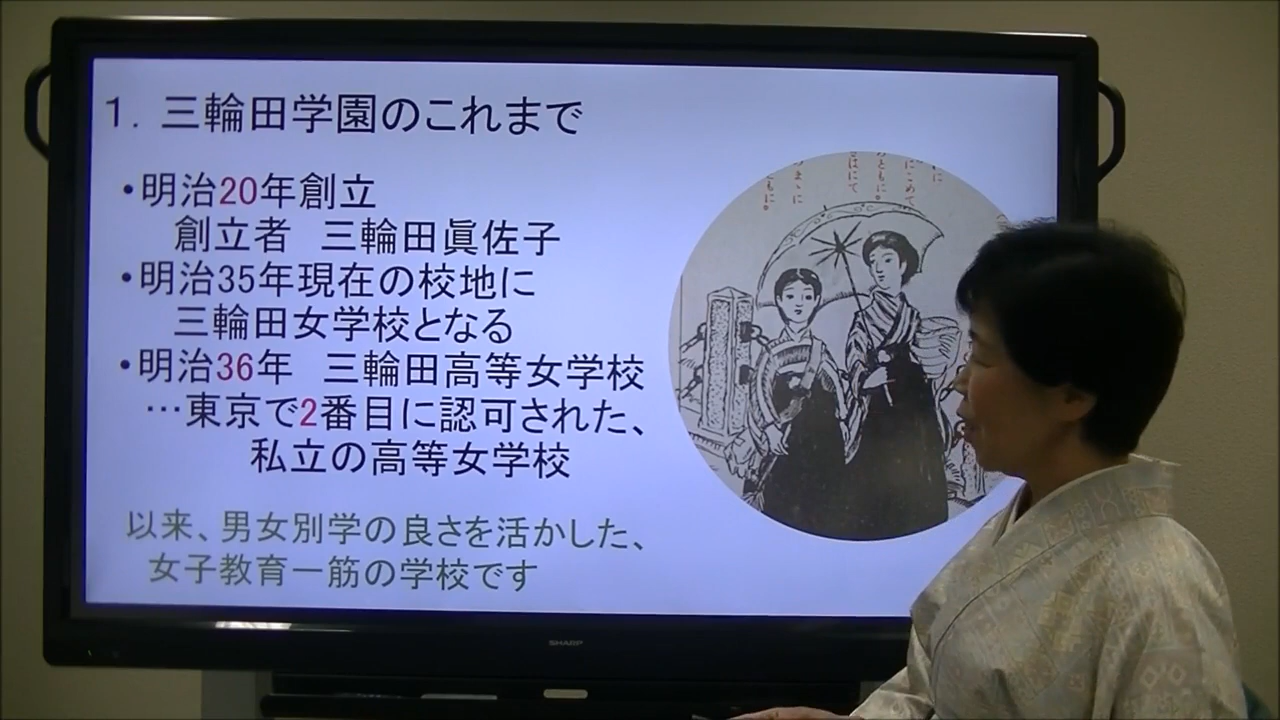 1．三輪田学園のこれまで
・明治20年創立
創立者　三輪田眞佐子
・明治35年現在の校地に
三輪田女学校となる
・明治36年　三輪田高等女学校
…東京で2番目に認可された、
私立の高等女学校
以来、男女別学の良さを活かした、
女子教育一筋の学校です
SHARP